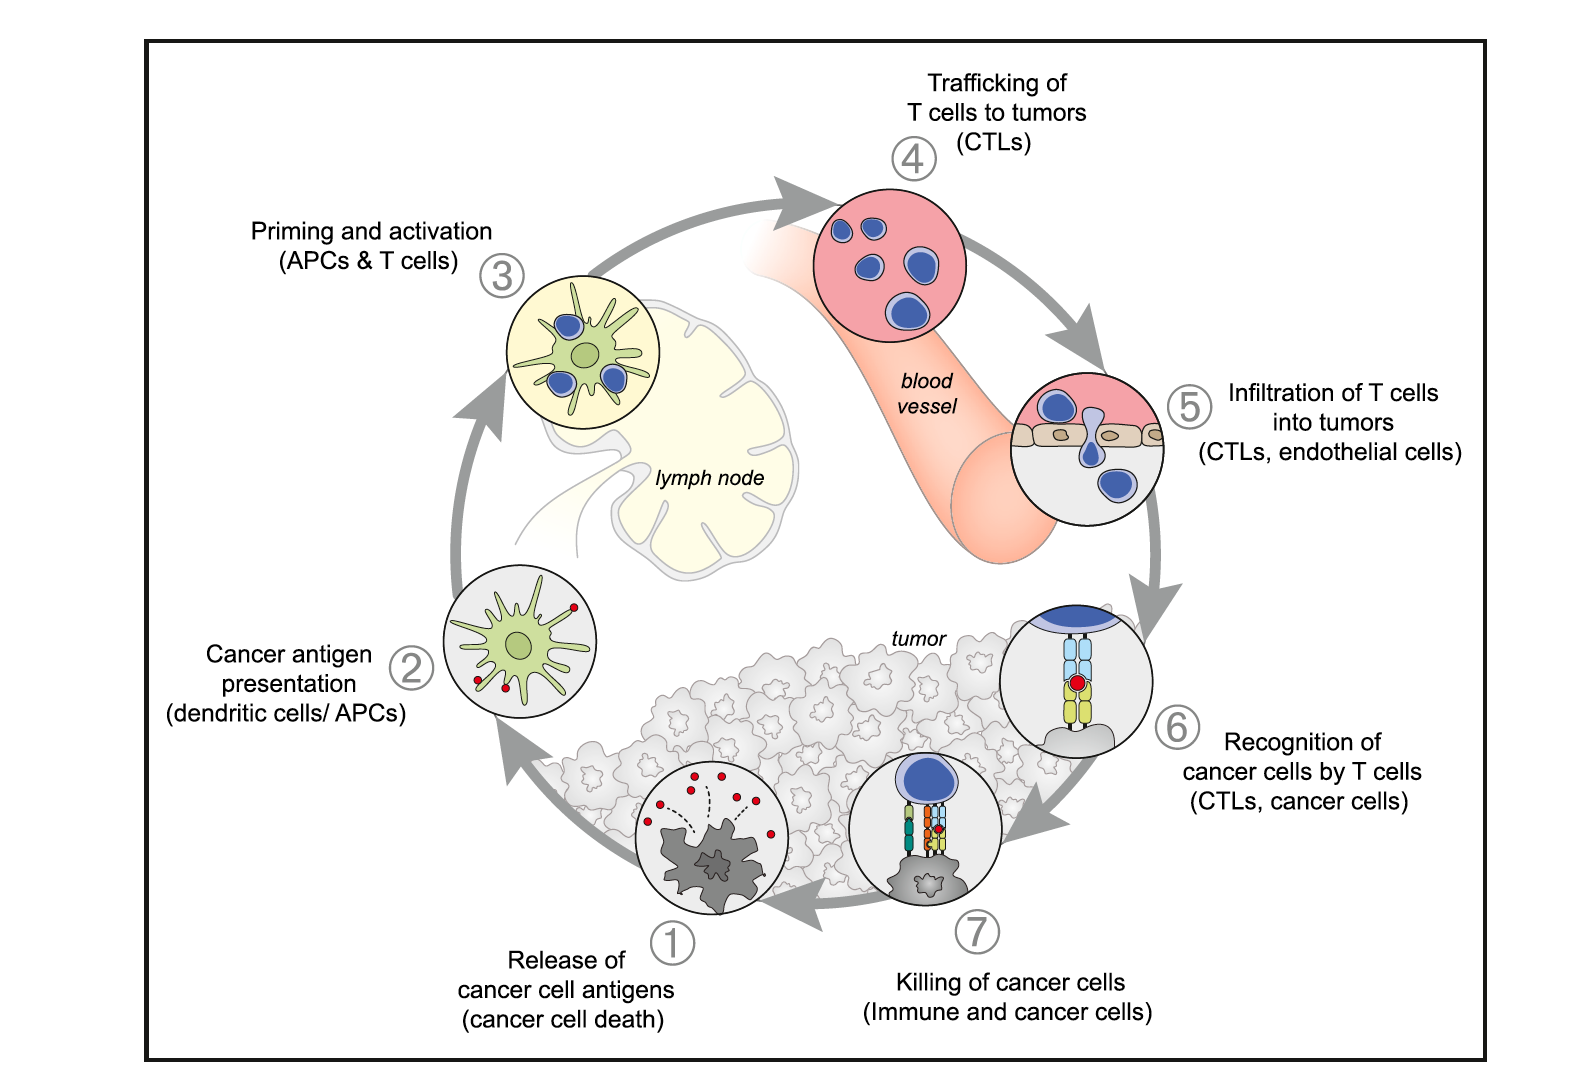 Trafficking of
T cells to tumors
(CTLs)
④
Priming and activation
(APCs & T cells)
③
blood
vessel
⑤
Infiltration of T cells
into tumors
(CTLs, endothelial cells)
lymph node
tumor
Cancer antigen
presentation
(dendritic cells/ APCs)
②
⑥
Recognition of
cancer cells by T cells
(CTLs, cancer cells)
①
Release of
cancer cell antigens
(cancer cell death)
⑦
Killing of cancer cells
(Immune and cancer cells)